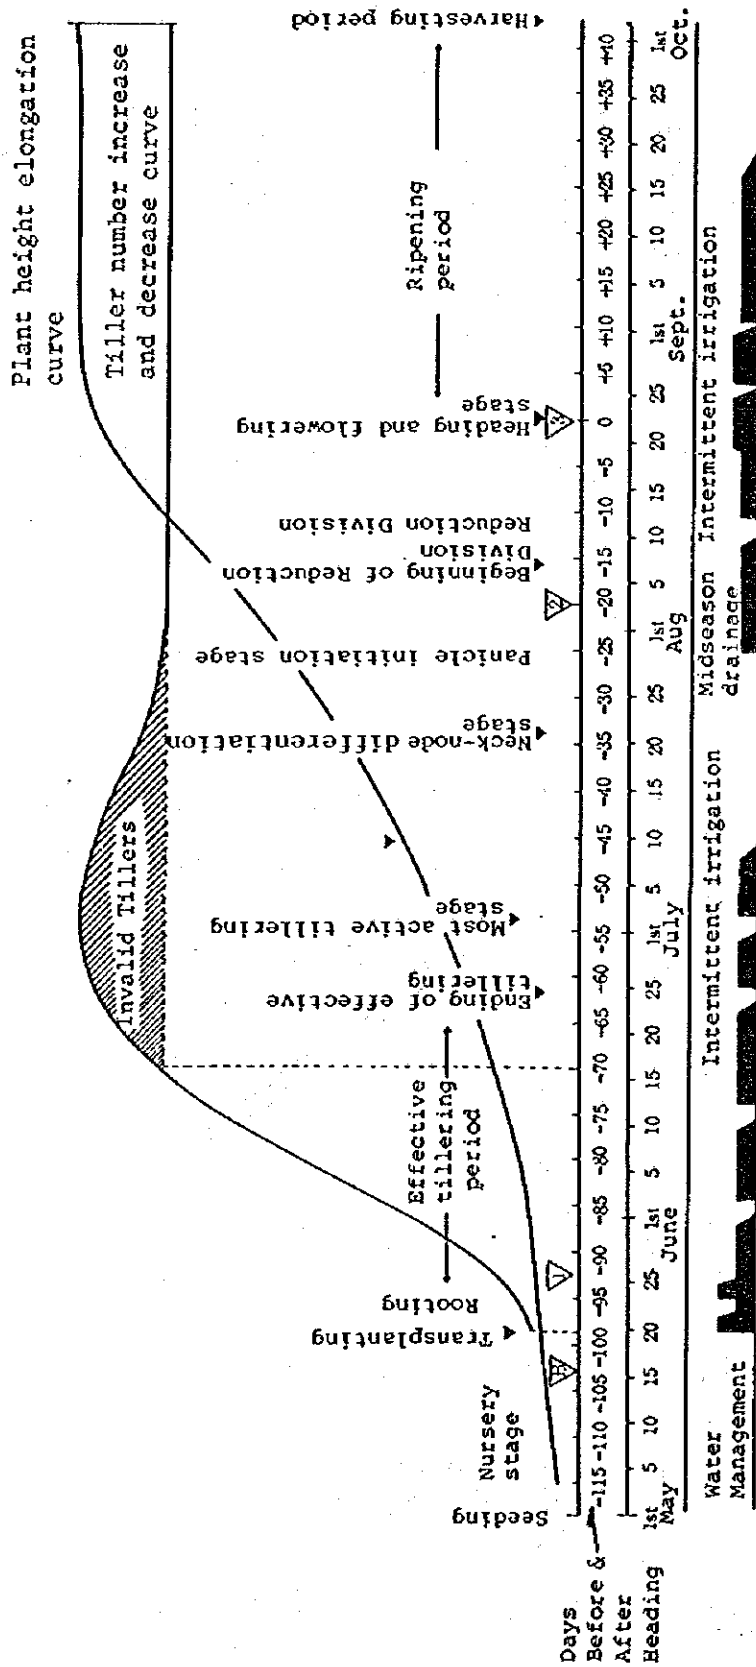 Plant height elongation
curve
Tiller number increase
and decrease curve
Invalid Tillers
Effective
tillering
period
Ripening
period
Nursery
stage
Seeding
Transplanting
Rooting
Ending of effective
tillering
Most active tillering
stage
Neck-node differentiation
stage
Panicle initiation stage
Beginning of Reduction
Division
Reduction Division
Heading and flowering
stage
Harvesting period
B 1 2 3
Days
Before &
After
Heading
-115 -110 -105 -100 -95 -90 -85 -80 -75 -70 -65 -60 -55 -50 -45 -40 -35 -30 -25 -20 -15 -10 -5 0 +5 +10 +15 +20 +25 +30 +35 +40
1st 5 10 15 20 25 1st 5 10 15 20 25 1st 5 10 15 20 25 1st 5 10 15 20 25 1st 5 10 15 20 25 1st
May June July Aug Sept. Oct.
Water
Management
Intermittent irrigation
Midseason
drainage
Intermittent irrigation